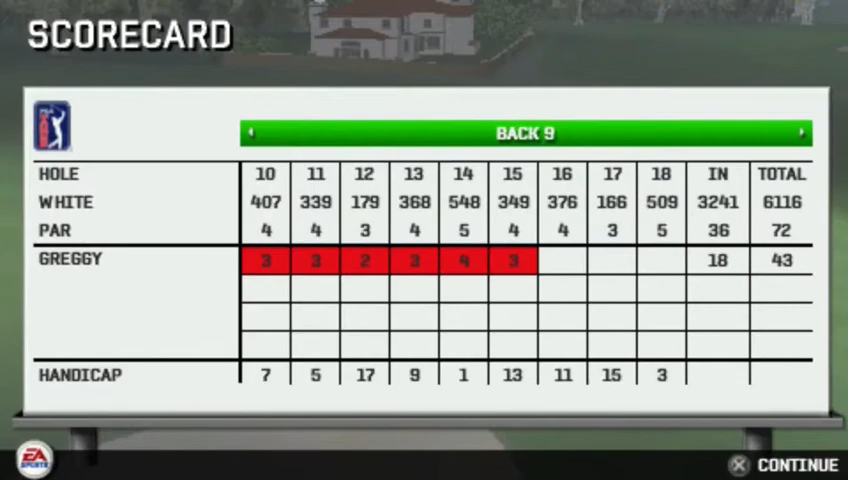 SCORECARD
BACK 9
HOLE 10 11 12 13 14 15 16 17 18 IN TOTAL
WHITE 407 339 179 368 548 349 376 166 509 3241 6116
PAR 4 4 3 4 5 4 4 3 5 36 72
GREGGY 3 3 2 3 4 3 18 43
HANDICAP 7 5 17 9 1 13 11 15 3
EA
SPORTS
CONTINUE